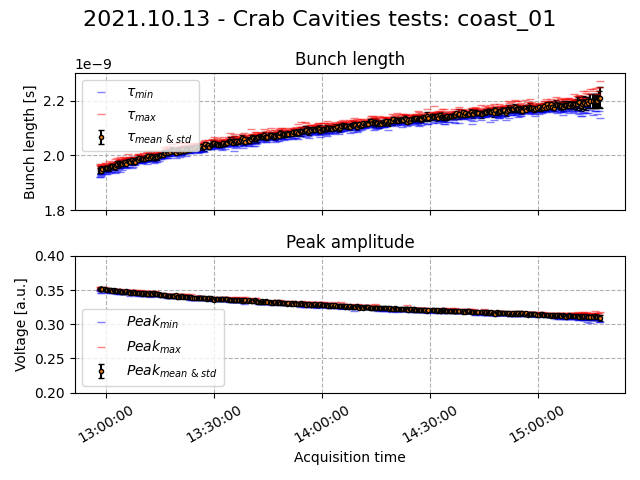 2021.10.13 - Crab Cavities tests: coast_01
Bunch length
1e−9
Bunch length [s]
2.2
2.0
1.8
τmin
τmax
τmean & std
Peak amplitude
Voltage [a.u.]
0.40
0.35
0.30
0.25
0.20
Peakmin
Peakmax
Peakmean & std
13:00:00
13:30:00
14:00:00
14:30:00
15:00:00
Acquisition time